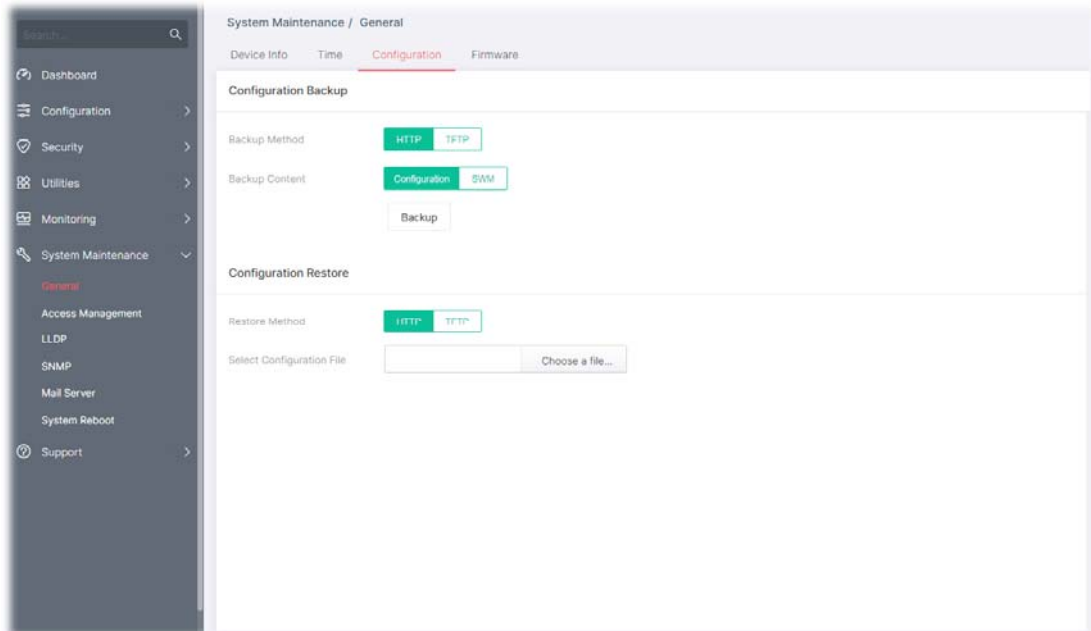 Search...
Dashboard
Configuration
Security
Utilities
Monitoring
System Maintenance
General
Access Management
LLDP
SNMP
Mail Server
System Reboot
Support
System Maintenance / General
Device Info Time Configuration Firmware
Configuration Backup
Backup Method HTTP TFTP
Backup Content Configuration SWM
Backup
Configuration Restore
Restore Method HTTP TFTP
Select Configuration File Choose a file...